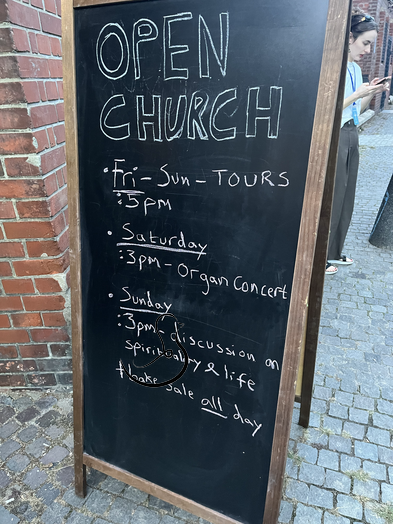 OPEN
CHURCH
• Fri - Sun - TOURS
:5pm
• Saturday
:3pm - Organ Concert
• Sunday
:3pm discussion on
spirituality & life
+ bake sale all day